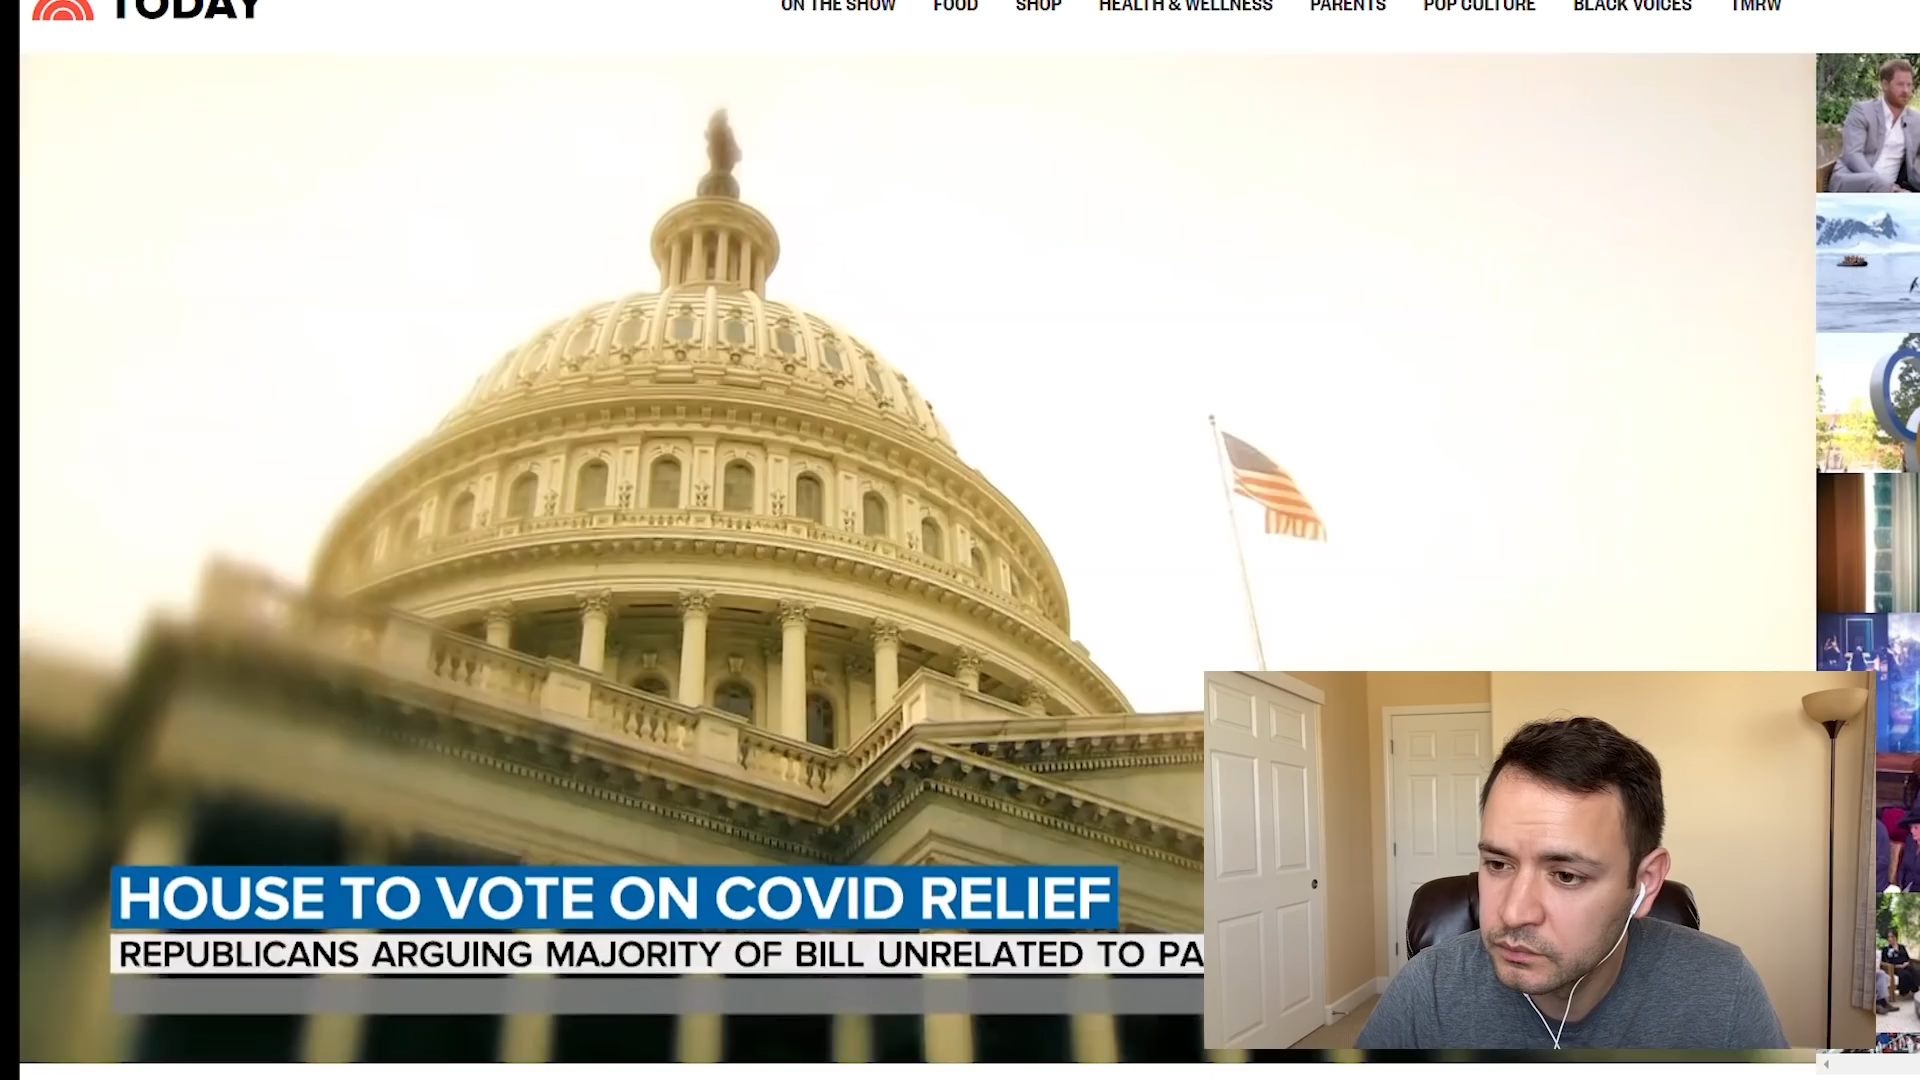 TODAY
ON THE SHOW FOOD SHOP HEALTH & WELLNESS PARENTS POP CULTURE BLACK VOICES TMRW
HOUSE TO VOTE ON COVID RELIEF
REPUBLICANS ARGUING MAJORITY OF BILL UNRELATED TO PA